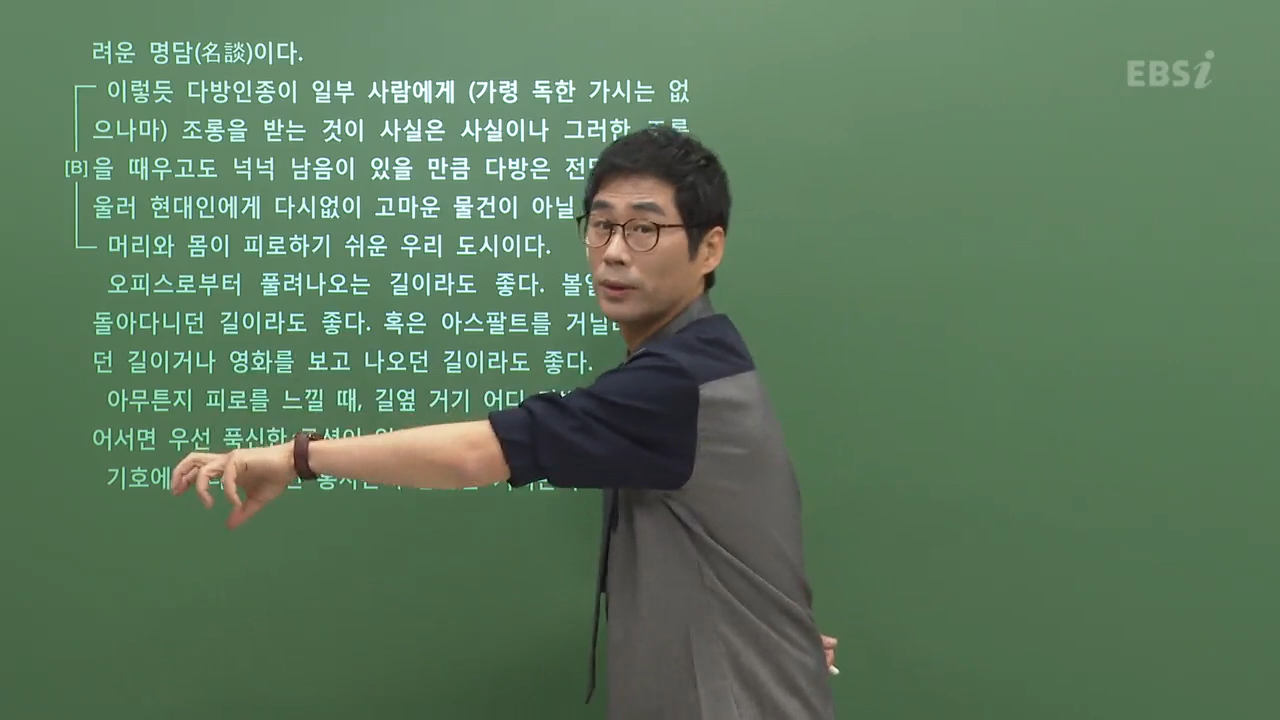 려운 명담(名談)이다.
이렇듯 다방인종이 일부 사람에게 (가령 독한 가시는 없
으나마) 조롱을 받는 것이 사실은 사실이나 그러한
[B] 을 때우고도 넉넉 남음이 있을 만큼 다방은
울러 현대인에게 다시없이 고마운 물건이 아닐
머리와 몸이 피로하기 쉬운 우리 도시이다.
오피스로부터 풀려나오는 길이라도 좋다.
돌아다니던 길이라도 좋다. 혹은 아스팔트를
던 길이거나 영화를 보고 나오던 길이라도 좋다.
아무튼지 피로를 느낄 때, 길옆 거기 어디
어서면 우선 푹신한
기호에
EBSi